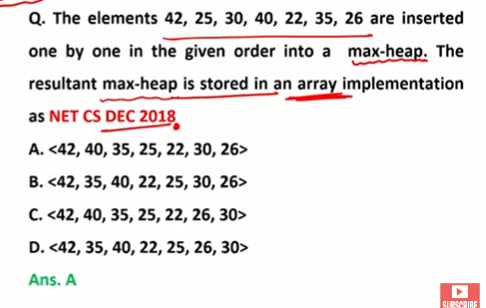 Q. The elements 42, 25, 30, 40, 22, 35, 26 are inserted
one by one in the given order into a max-heap. The
resultant max-heap is stored in an array implementation
as NET CS DEC 2018
A. <42, 40, 35, 25, 22, 30, 26>
B. <42, 35, 40, 22, 25, 30, 26>
C. <42, 40, 35, 25, 22, 26, 30>
D. <42, 35, 40, 22, 25, 26, 30>
Ans. A
SUBSCRIBE